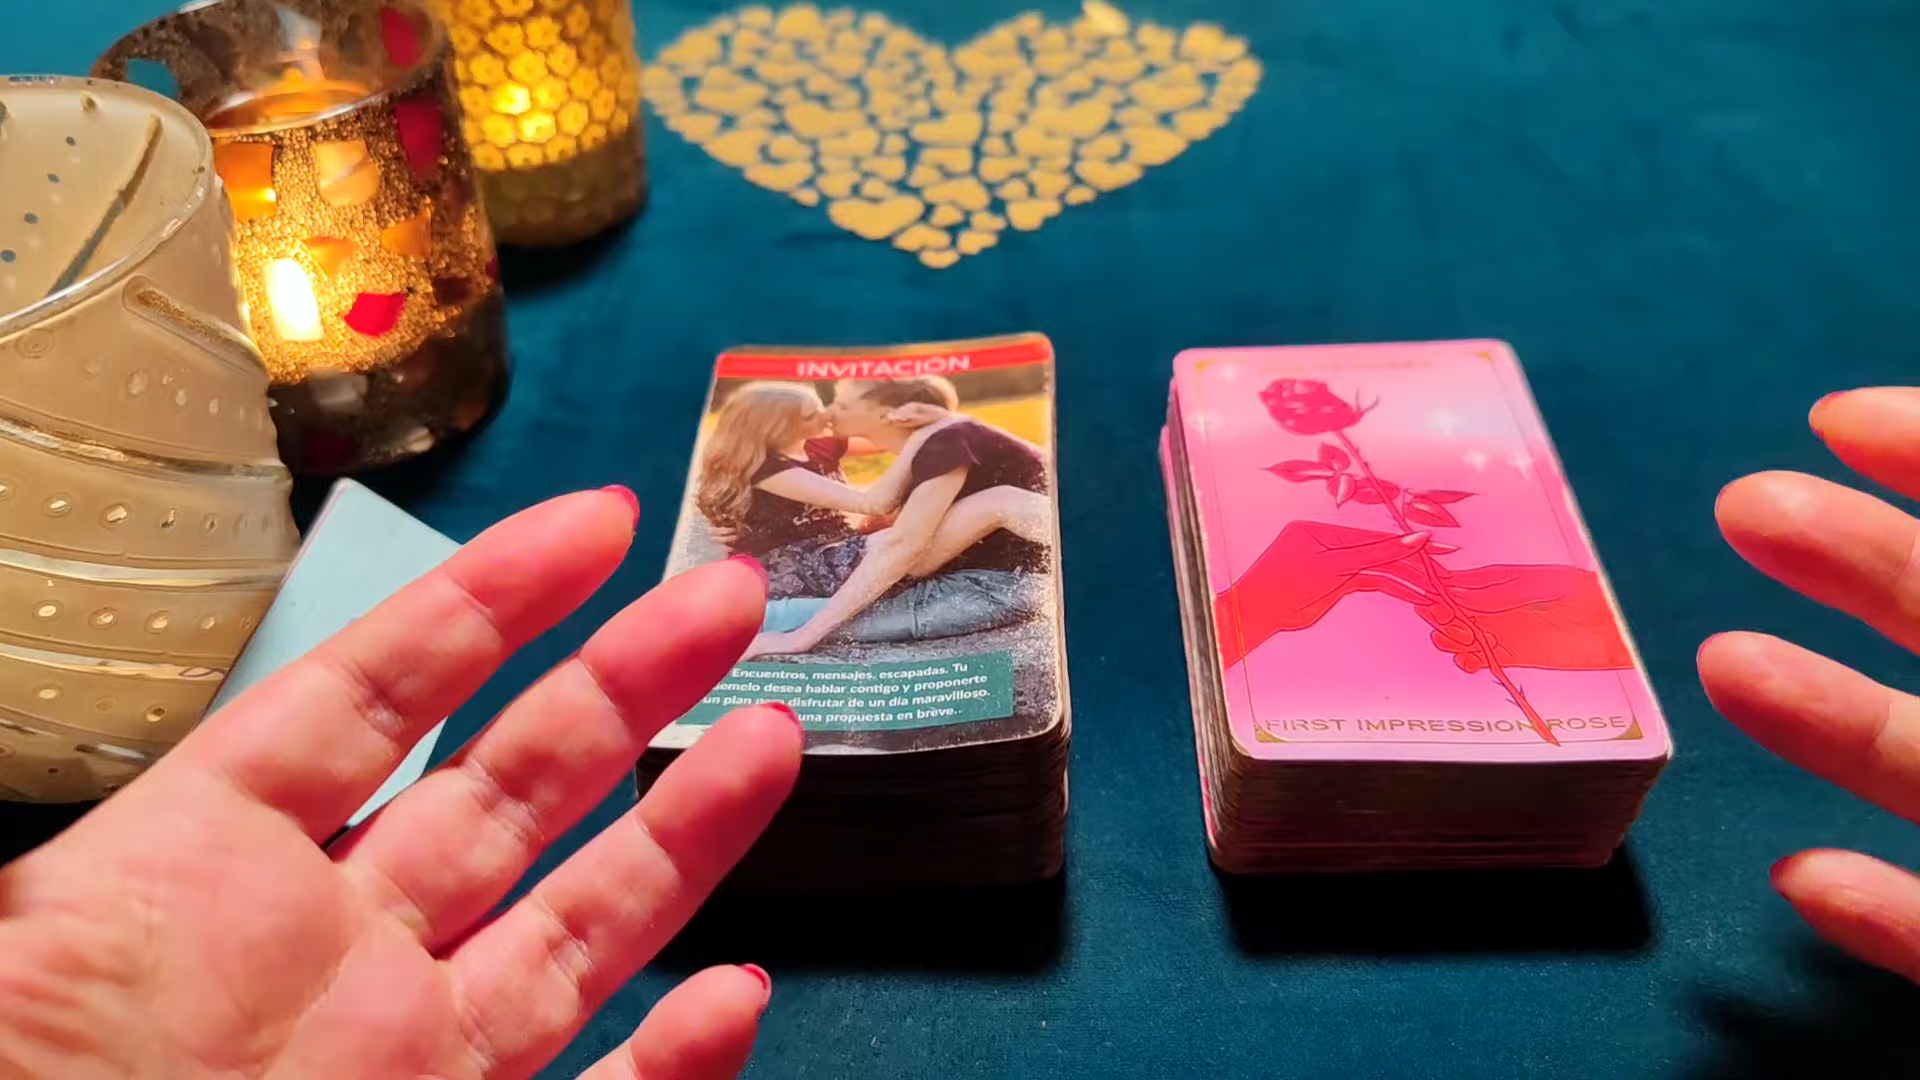 INVITACIÓN
Encuentros, mensajes, escapadas. Tu
gemelo desea hablar contigo y proponerte
un plan para disfrutar de un día maravilloso.
una propuesta en breve..
FIRST IMPRESSION ROSE